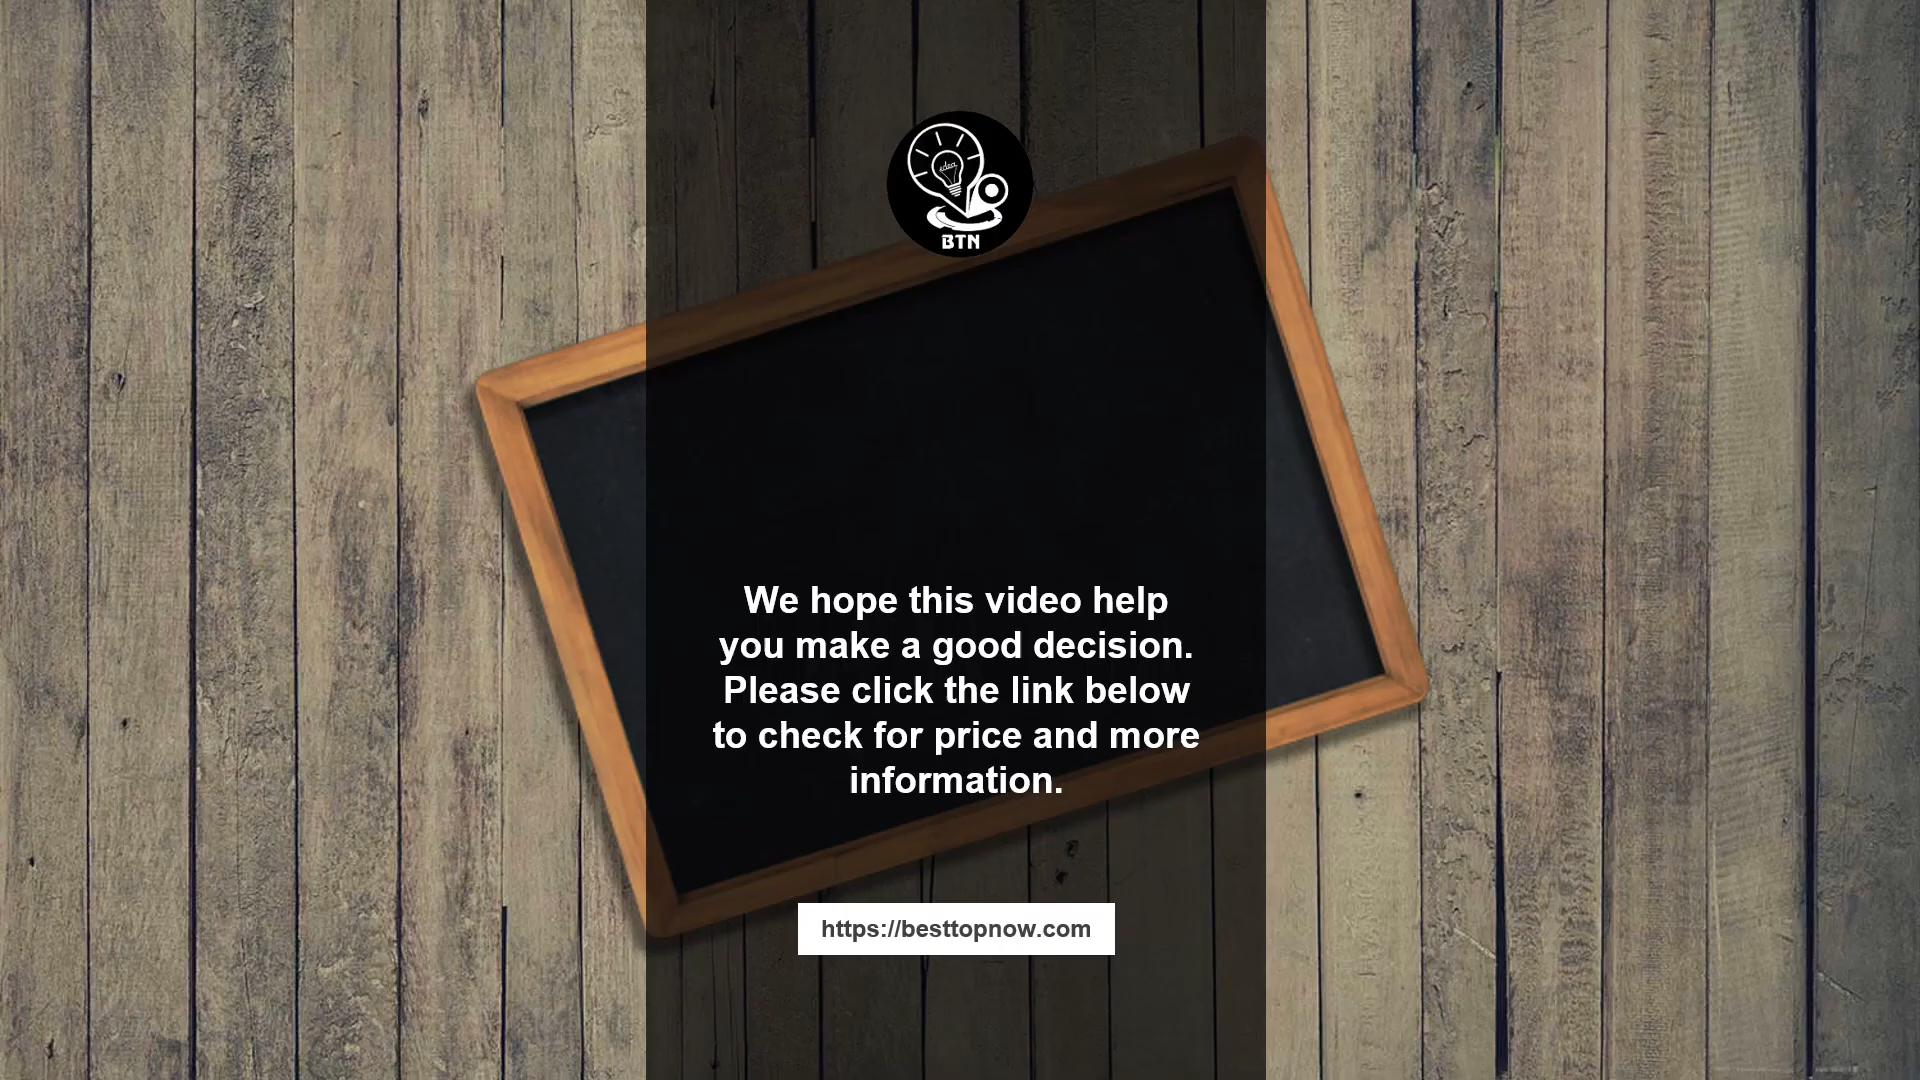 idea
BTN
We hope this video help
you make a good decision.
Please click the link below
to check for price and more
information.
https://besttopnow.com